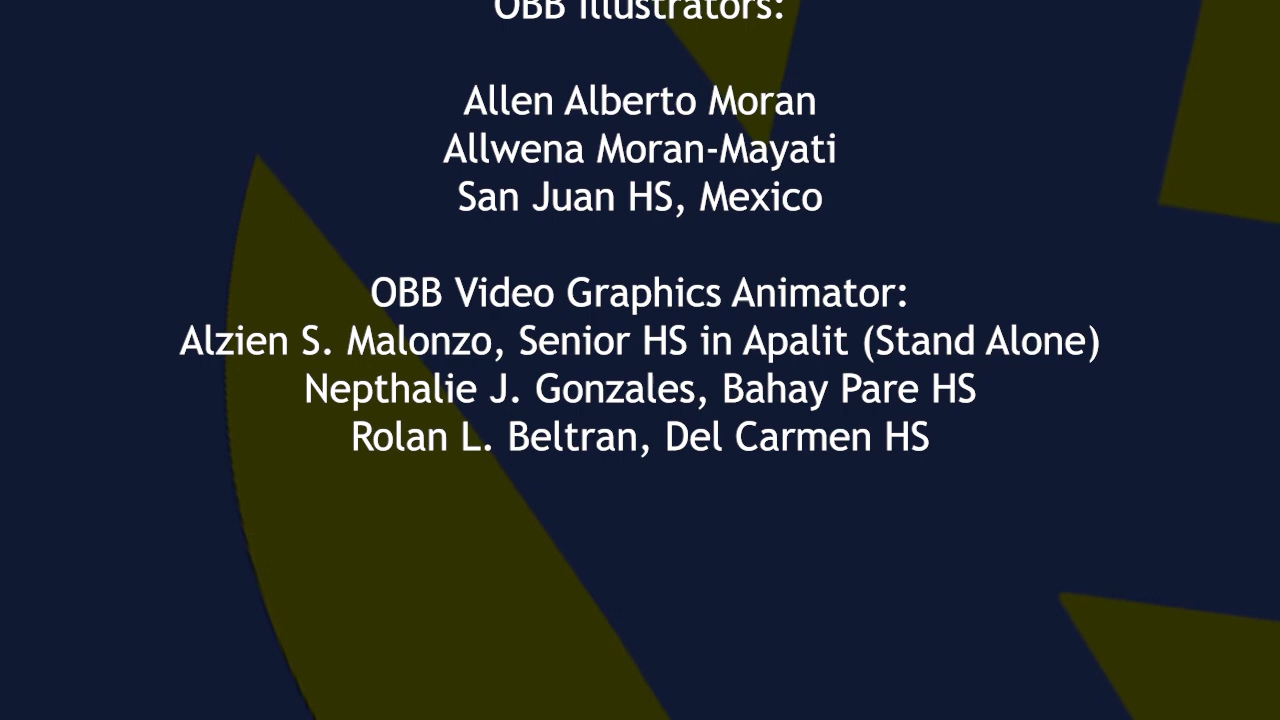 OBB Illustrators:
Allen Alberto Moran
Allwena Moran-Mayati
San Juan HS, Mexico
OBB Video Graphics Animator:
Alzien S. Malonzo, Senior HS in Apalit (Stand Alone)
Nepthalie J. Gonzales, Bahay Pare HS
Rolan L. Beltran, Del Carmen HS